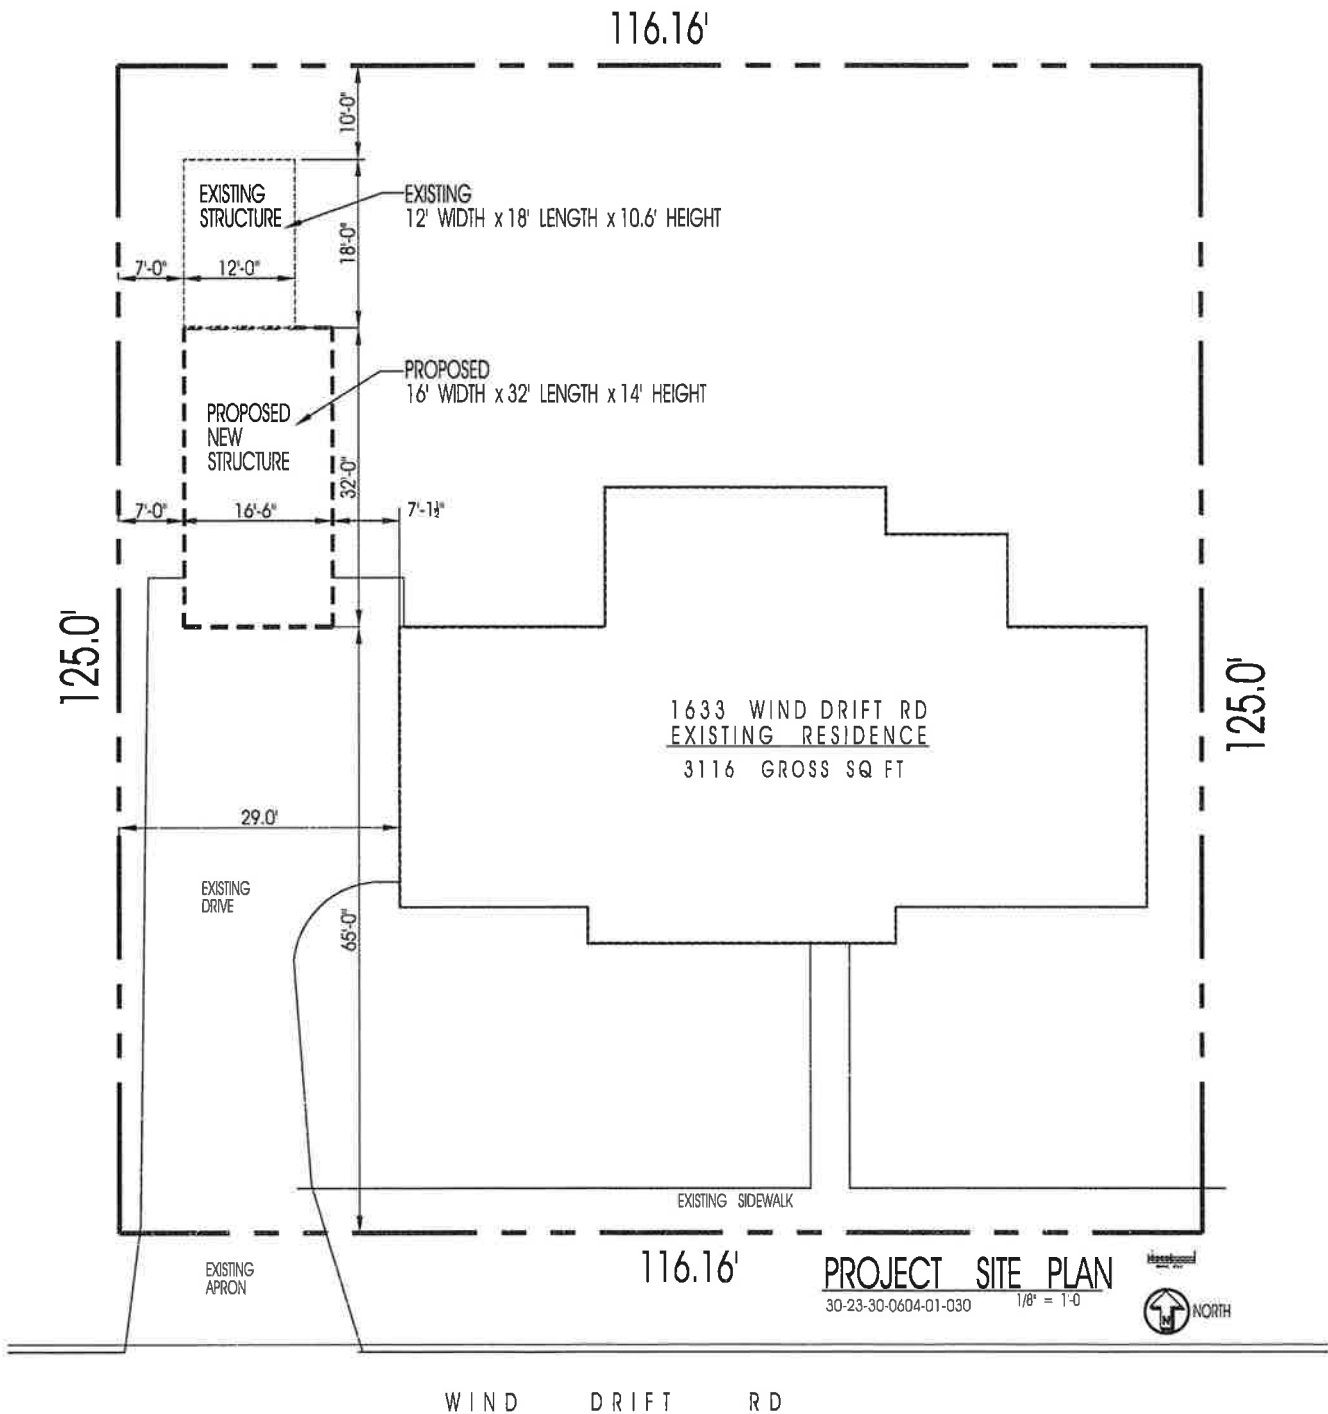 116.16'
10'-0"
EXISTING
STRUCTURE
EXISTING
12' WIDTH x 18' LENGTH x 10.6' HEIGHT
18'-0"
7'-0"
12'-0"
PROPOSED
16' WIDTH x 32' LENGTH x 14' HEIGHT
PROPOSED
NEW
STRUCTURE
32'-0"
7'-0"
16'-6"
7'-1½"
125.0'
125.0'
1633 WIND DRIFT RD
EXISTING RESIDENCE
3116 GROSS SQ FT
29.0'
EXISTING
DRIVE
65'-0"
EXISTING SIDEWALK
116.16'
EXISTING
APRON
PROJECT SITE PLAN
30-23-30-0604-01-030 1/8" = 1'-0
N
NORTH
WIND DRIFT RD